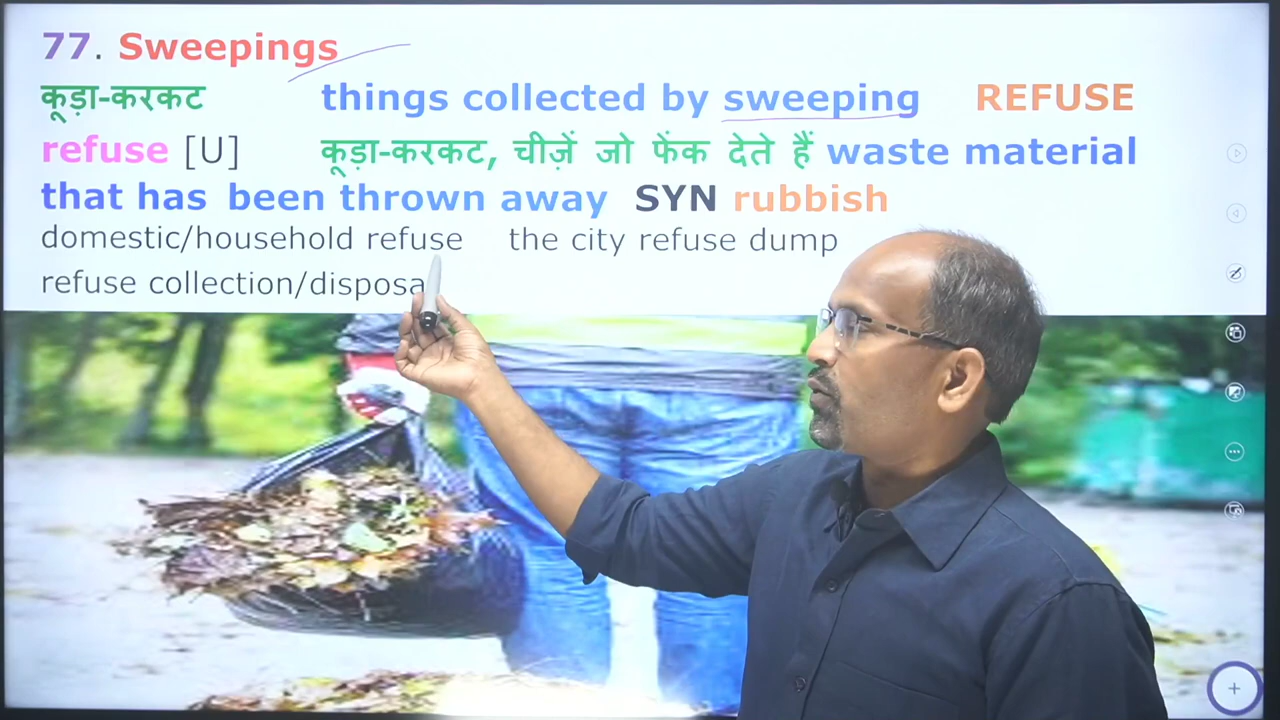 77. Sweepings
कूड़ा-करकट things collected by sweeping REFUSE
refuse [U] कूड़ा-करकट, चीज़ें जो फेंक देते हैं waste material
that has been thrown away SYN rubbish
domestic/household refuse the city refuse dump
refuse collection/disposa